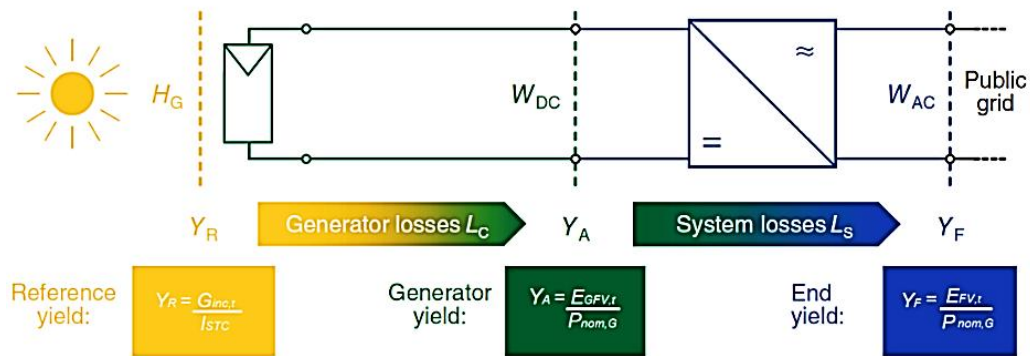 H_G
W_DC
≈
=
W_AC
Public
grid
Y_R
Generator losses L_C
Y_A
System losses L_S
Y_F
Reference
yield:
Y_R = G_inc,t / I_STC
Generator
yield:
Y_A = E_GFV,t / P_nom,G
End
yield:
Y_F = E_FV,t / P_nom,G